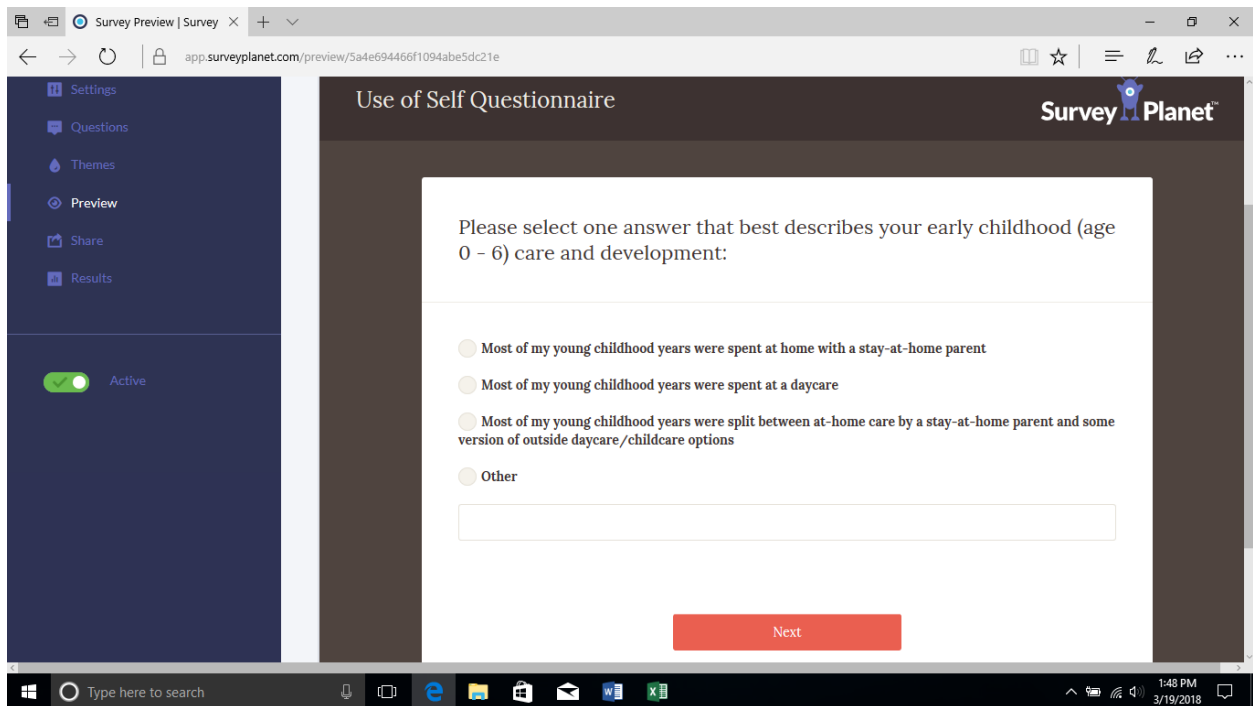 Survey Preview | Survey
app.surveyplanet.com/preview/5a4e694466f1094abe5dc21e
Settings
Questions
Themes
Preview
Share
Results
Active
Use of Self Questionnaire
Survey Planet™
Please select one answer that best describes your early childhood (age
0 - 6) care and development:
Most of my young childhood years were spent at home with a stay-at-home parent
Most of my young childhood years were spent at a daycare
Most of my young childhood years were split between at-home care by a stay-at-home parent and some
version of outside daycare/childcare options
Other
Next
Type here to search
1:48 PM
3/19/2018